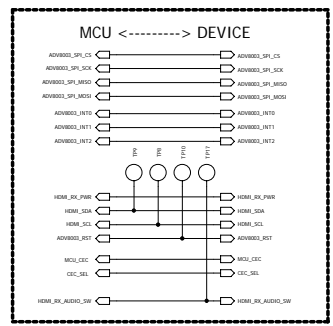 MCU <---------> DEVICE
ADV8003_SPI_CS ADV8003_SPI_CS
ADV8003_SPI_SCK ADV8003_SPI_SCK
ADV8003_SPI_MISO ADV8003_SPI_MISO
ADV8003_SPI_MOSI ADV8003_SPI_MOSI
ADV8003_INT0 ADV8003_INT0
ADV8003_INT1 ADV8003_INT1
ADV8003_INT2 ADV8003_INT2
TP9 TP8 TP10 TP17
HDMI_RX_PWR HDMI_RX_PWR
HDMI_SDA HDMI_SDA
HDMI_SCL HDMI_SCL
ADV8003_RST ADV8003_RST
MCU_CEC MCU_CEC
CEC_SEL CEC_SEL
HDMI_RX_AUDIO_SW HDMI_RX_AUDIO_SW